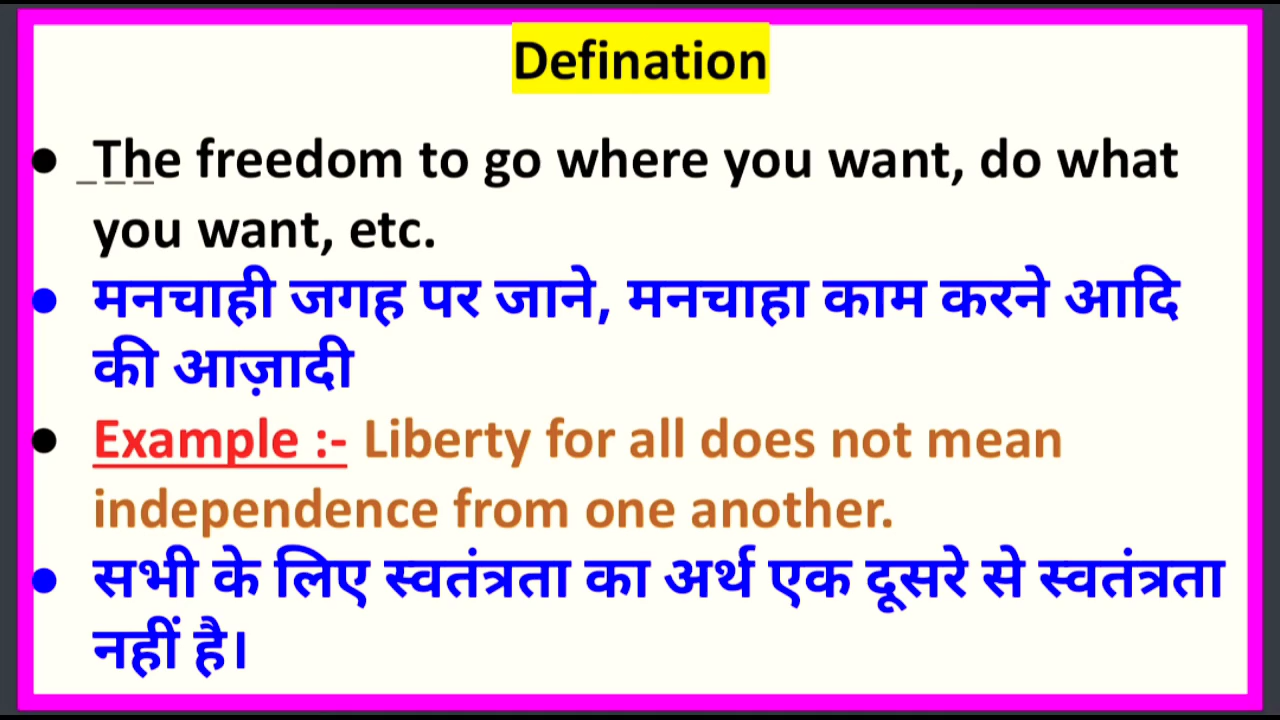 Defination
● The freedom to go where you want, do what
you want, etc.
● मनचाही जगह पर जाने, मनचाहा काम करने आदि
की आज़ादी
● Example :- Liberty for all does not mean
independence from one another.
● सभी के लिए स्वतंत्रता का अर्थ एक दूसरे से स्वतंत्रता
नहीं है।